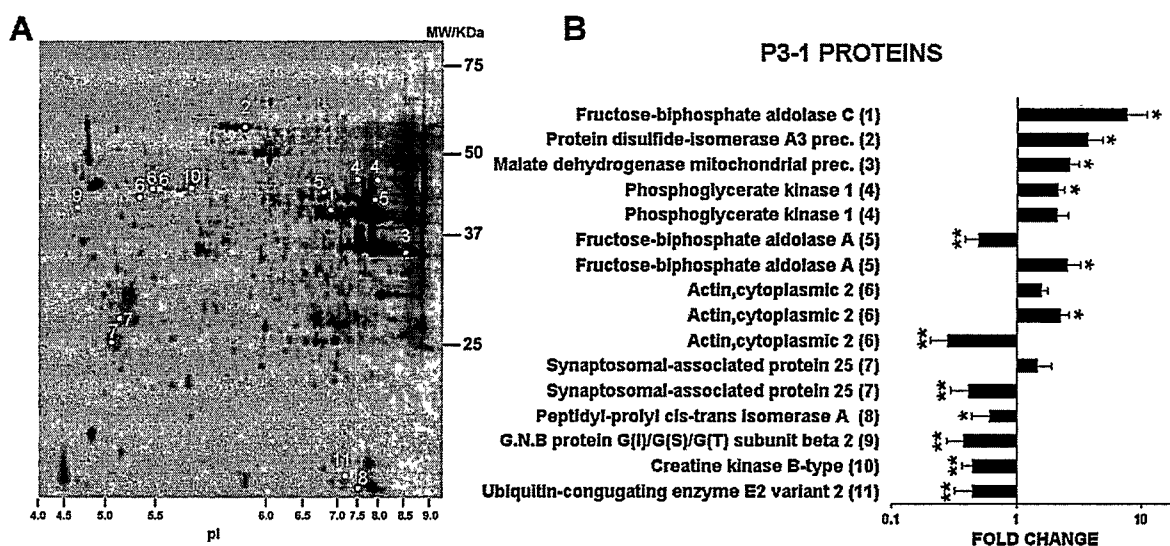 A
MW/KDa
75
50
37
25
2
4 4
5
5
6 6 6
10
9
3
7
7
11
8
4.0 4.5 5.0 5.5 6.0 6.5 7.0 7.5 8.0 8.5 9.0
pI
B
P3-1 PROTEINS
Fructose-biphosphate aldolase C (1) *
Protein disulfide-isomerase A3 prec. (2) *
Malate dehydrogenase mitochondrial prec. (3) *
Phosphoglycerate kinase 1 (4) *
Phosphoglycerate kinase 1 (4)
Fructose-biphosphate aldolase A (5) **
Fructose-biphosphate aldolase A (5) *
Actin,cytoplasmic 2 (6)
Actin,cytoplasmic 2 (6) *
Actin,cytoplasmic 2 (6) **
Synaptosomal-associated protein 25 (7)
Synaptosomal-associated protein 25 (7) **
Peptidyl-prolyl cis-trans isomerase A (8) *
G.N.B protein G(I)/G(S)/G(T) subunit beta 2 (9) **
Creatine kinase B-type (10) **
Ubiquitin-congugating enzyme E2 variant 2 (11) **
0.1 1 10
FOLD CHANGE